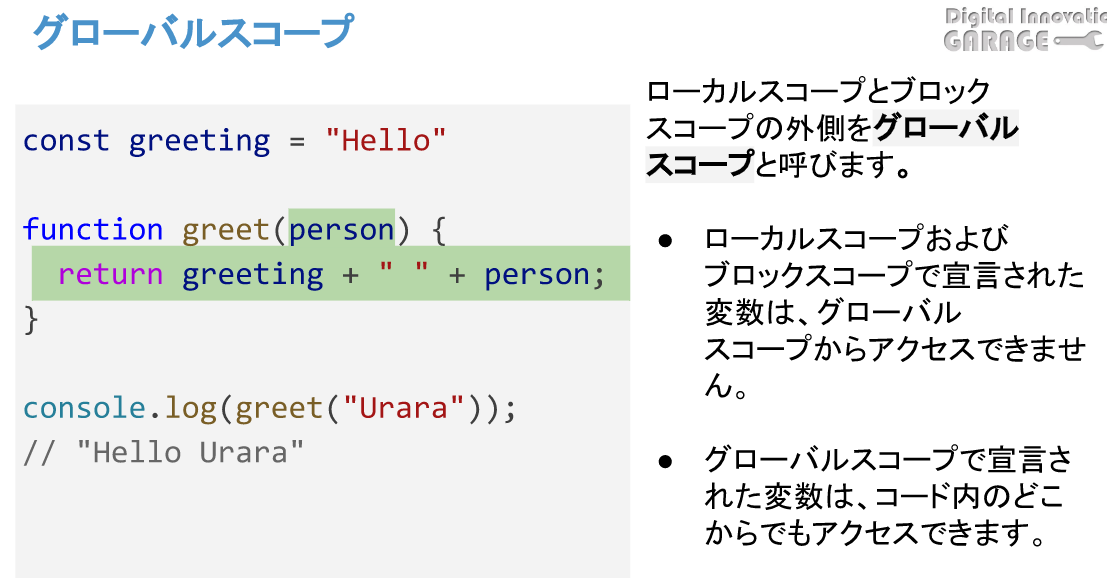 グローバルスコープ
Digital Innovatio
GARAGE
const greeting = "Hello"
function greet(person) {
return greeting + " " + person;
}
console.log(greet("Urara"));
// "Hello Urara"
ローカルスコープとブロック
スコープの外側をグローバル
スコープと呼びます。
● ローカルスコープおよび
ブロックスコープで宣言された
変数は、グローバル
スコープからアクセスできませ
ん。
● グローバルスコープで宣言さ
れた変数は、コード内のどこ
からでもアクセスできます。